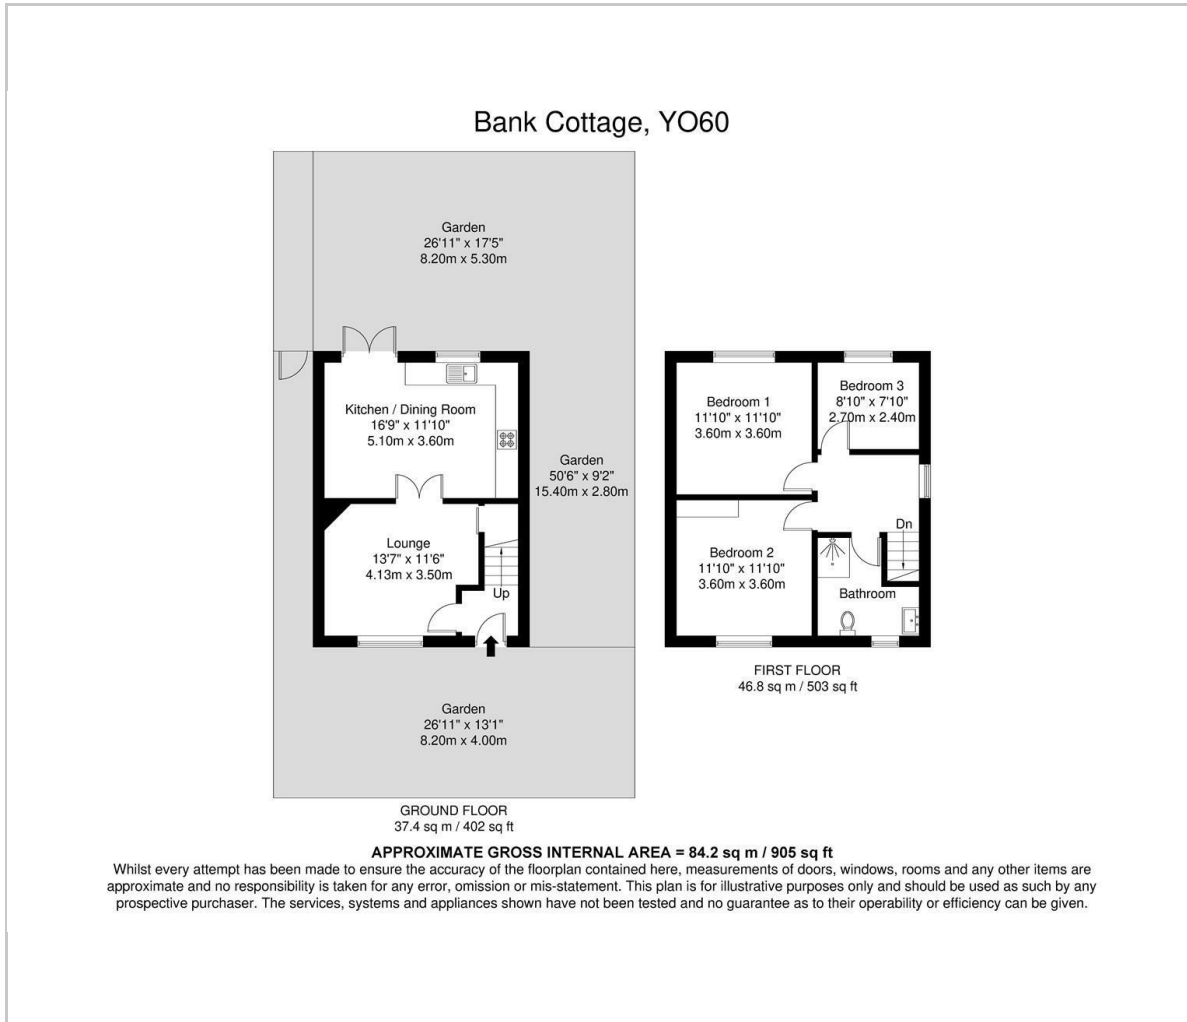 Bank Cottage, YO60
Garden
26'11" x 17'5"
8.20m x 5.30m
Kitchen / Dining Room
16'9" x 11'10"
5.10m x 3.60m
Garden
50'6" x 9'2"
15.40m x 2.80m
Lounge
13'7" x 11'6"
4.13m x 3.50m
Up
Garden
26'11" x 13'1"
8.20m x 4.00m
GROUND FLOOR
37.4 sq m / 402 sq ft
Bedroom 1
11'10" x 11'10"
3.60m x 3.60m
Bedroom 3
8'10" x 7'10"
2.70m x 2.40m
Dn
Bedroom 2
11'10" x 11'10"
3.60m x 3.60m
Bathroom
FIRST FLOOR
46.8 sq m / 503 sq ft
APPROXIMATE GROSS INTERNAL AREA = 84.2 sq m / 905 sq ft
Whilst every attempt has been made to ensure the accuracy of the floorplan contained here, measurements of doors, windows, rooms and any other items are
approximate and no responsibility is taken for any error, omission or mis-statement. This plan is for illustrative purposes only and should be used as such by any
prospective purchaser. The services, systems and appliances shown have not been tested and no guarantee as to their operability or efficiency can be given.